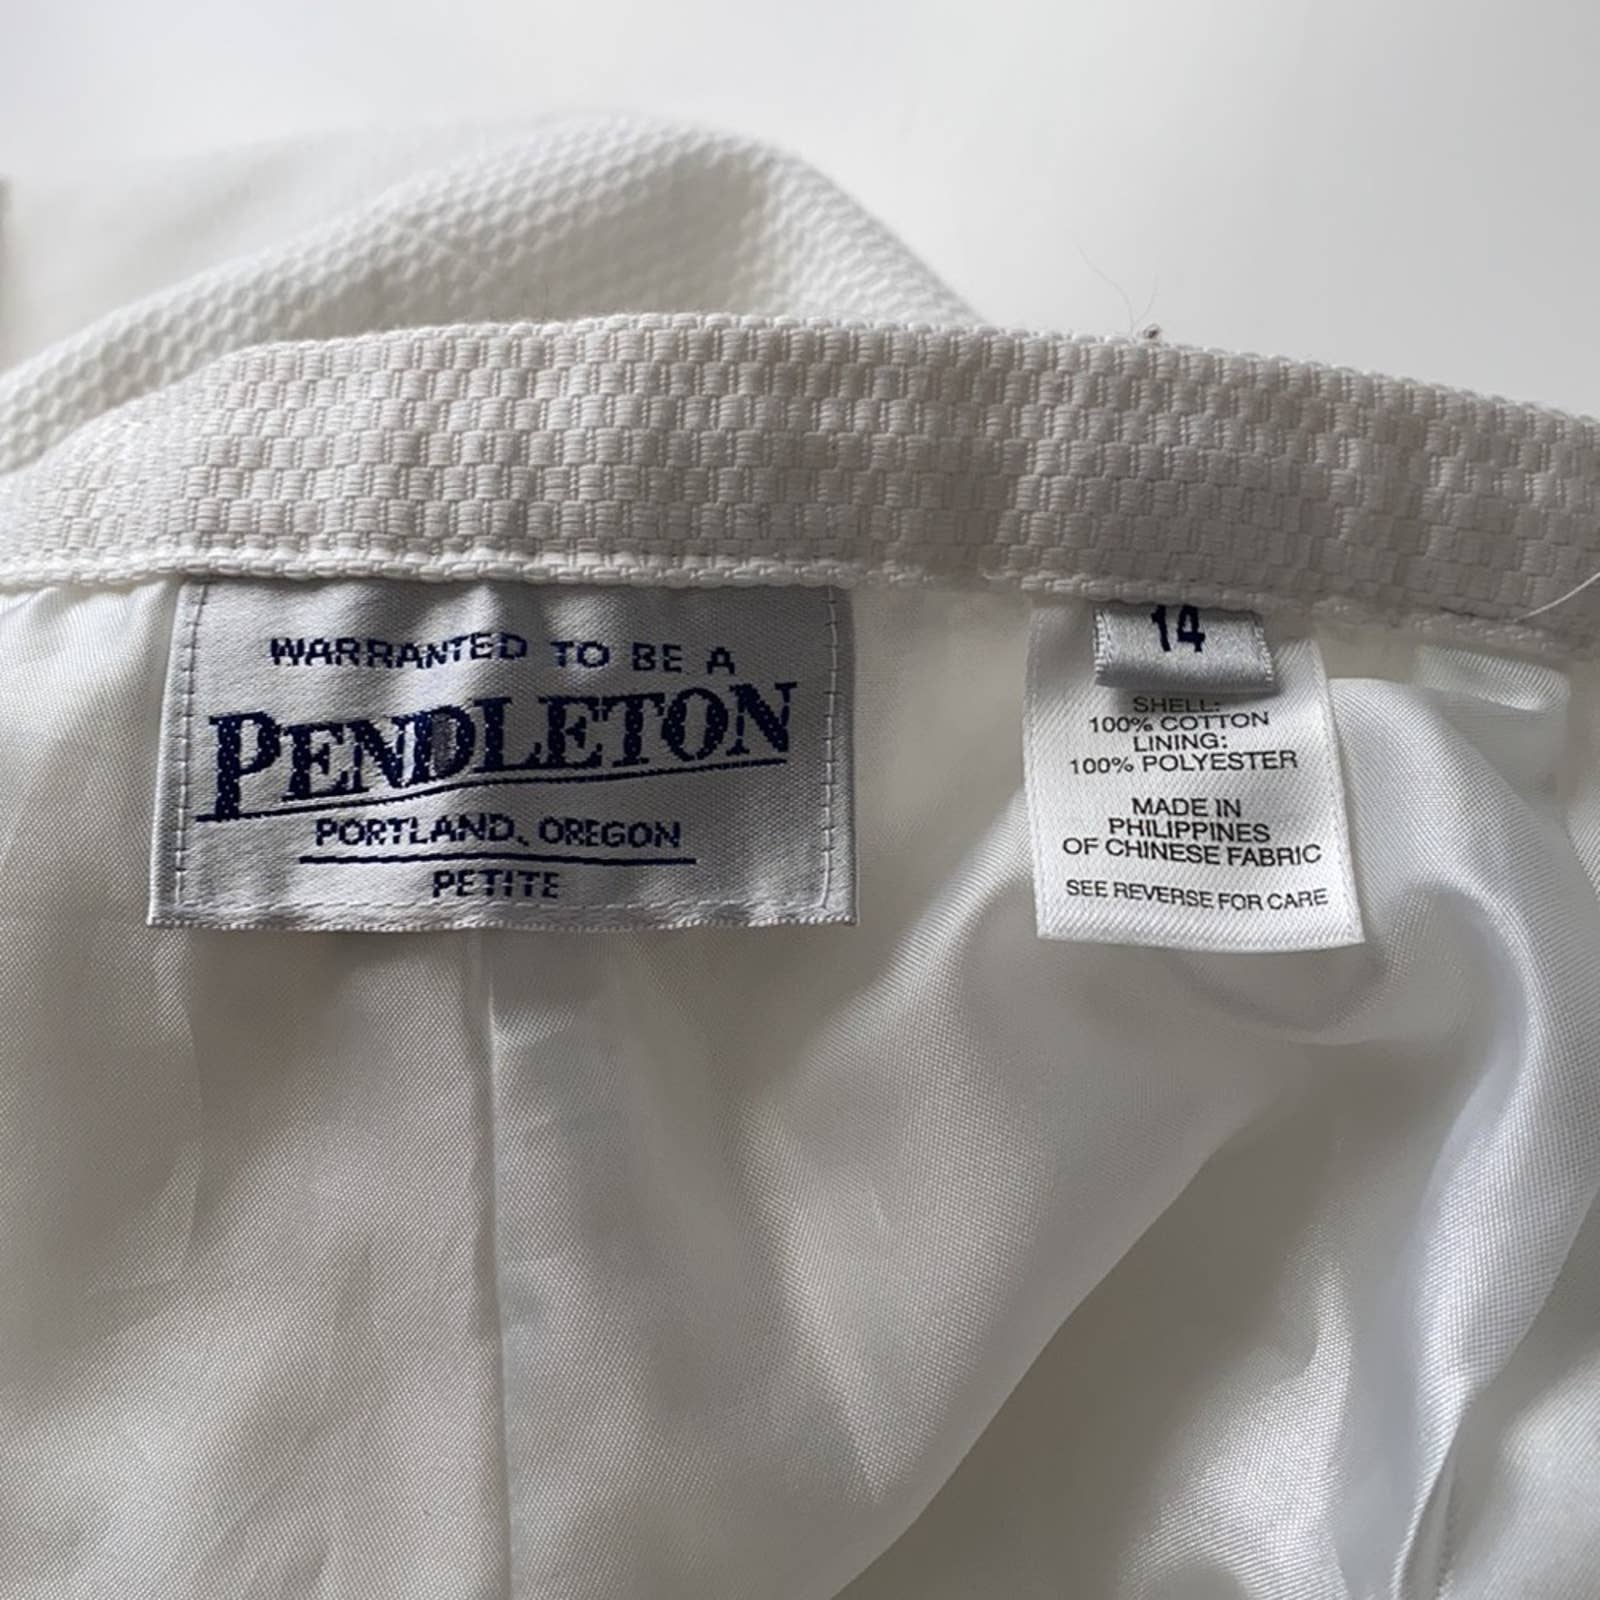 WARRANTED TO BE A
PENDLETON
PORTLAND, OREGON
PETITE
14
SHELL:
100% COTTON
LINING:
100% POLYESTER
MADE IN
PHILIPPINES
OF CHINESE FABRIC
SEE REVERSE FOR CARE